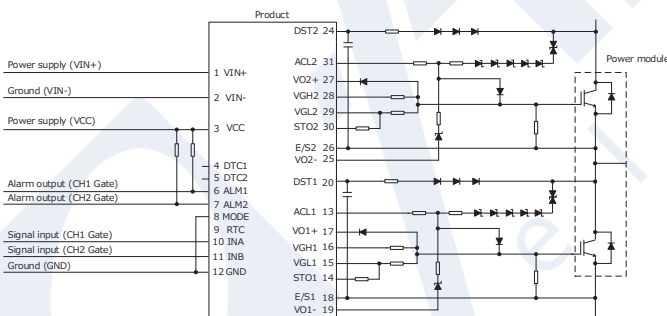 Product
DST2 24
Power supply (VIN+)
1 VIN+
ACL2 31
Power module
VO2+ 27
Ground (VIN-)
2 VIN-
VGH2 28
VGL2 29
Power supply (VCC)
3 VCC
STO2 30
E/S2 26
VO2- 25
4 DTC1
5 DTC2
DST1 20
Alarm output (CH1 Gate)
6 ALM1
Alarm output (CH2 Gate)
7 ALM2
8 MODE
ACL1 13
9 RTC
VO1+ 17
Signal input (CH1 Gate)
10 INA
VGH1 16
Signal input (CH2 Gate)
11 INB
VGL1 15
Ground (GND)
12 GND
STO1 14
E/S1 18
VO1- 19
e